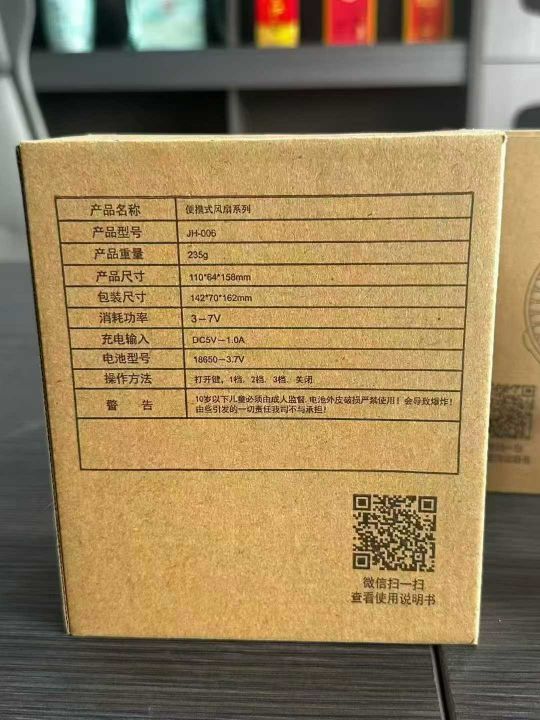 产品名称 便携式风扇系列
产品型号 JH-006
产品重量 235g
产品尺寸 110*64*158mm
包装尺寸 142*70*162mm
消耗功率 3－7V
充电输入 DC5V－1.0A
电池型号 18650－3.7V
操作方法 打开键，1档、2档、3档、关闭
警 告 10岁以下儿童必须由成人监督.电池外皮破损严禁使用！会导致爆炸！
由些引发的一切责任我司不与承担！
微信扫一扫
查看使用说明书